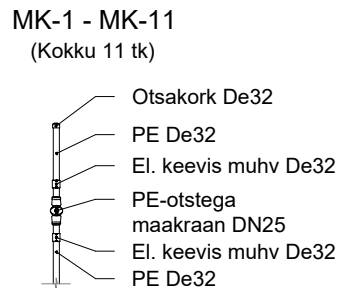 MK-1 - MK-11
(Kokku 11 tk)
Otsakork De32
PE De32
El. keevis muhv De32
PE-otstega
maakraan DN25
El. keevis muhv De32
PE De32